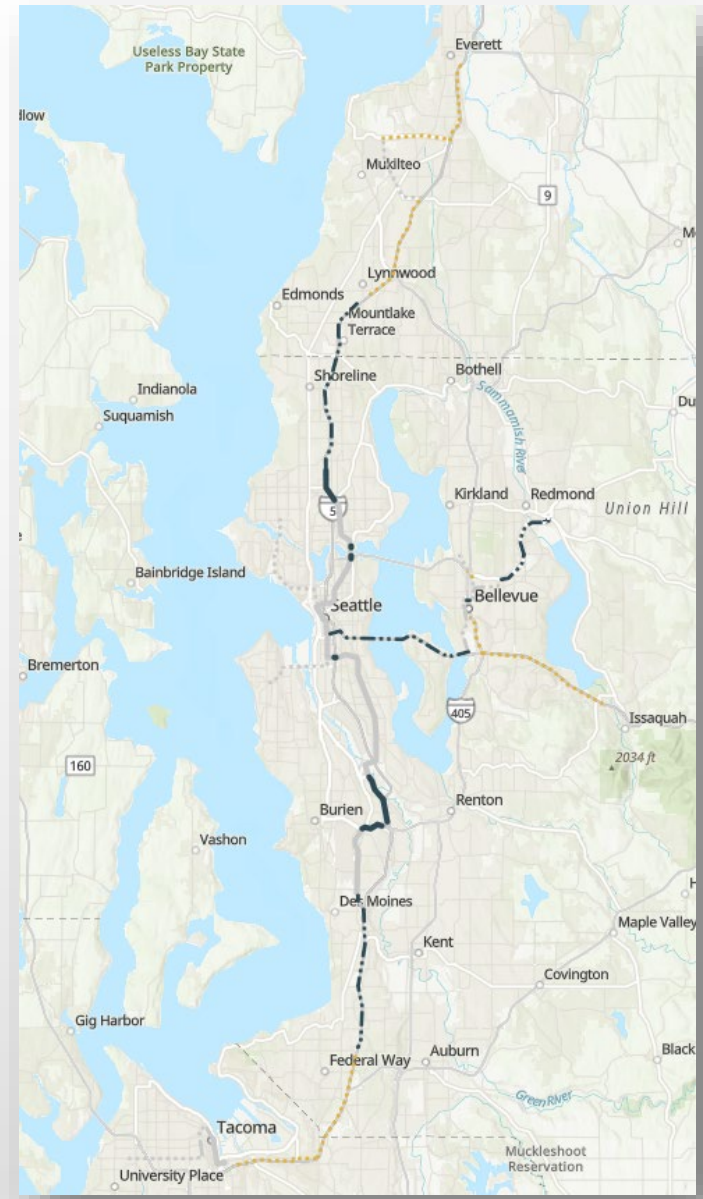 Everett
Useless Bay State
Park Property
Mukilteo
9
Lynnwood
Edmonds
Mountlake
Terrace
Bothell
Shoreline
Indianola
Suquamish
Sammamish River
Kirkland
Redmond
Union Hill
5
Bainbridge Island
Bellevue
Seattle
Bremerton
405
Issaquah
160
2034 ft
Renton
Burien
Vashon
Des Moines
Maple Valley
Kent
Covington
Gig Harbor
Auburn
Black
Federal Way
Green River
Tacoma
Muckleshoot
Reservation
University Place